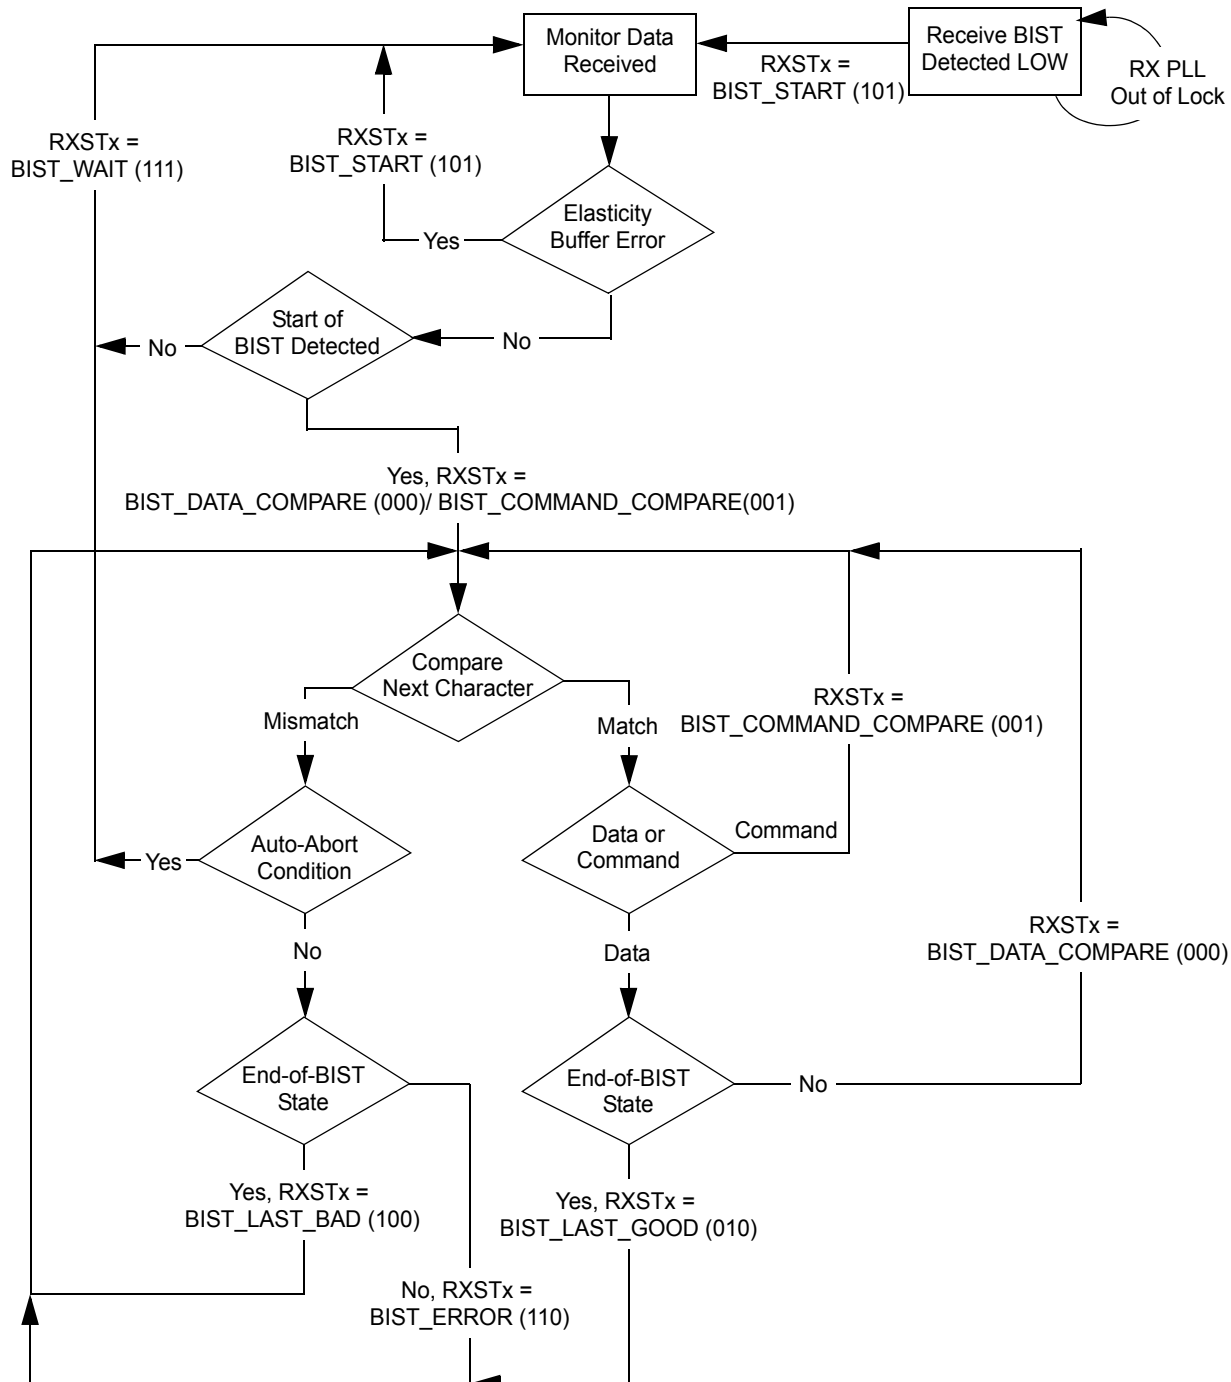 Monitor Data
Received
Receive BIST
Detected LOW
RX PLL
Out of Lock
RXSTx =
BIST_START (101)
RXSTx =
BIST_WAIT (111)
RXSTx =
BIST_START (101)
Elasticity
Buffer Error
Yes
Start of
BIST Detected
No
No
Yes, RXSTx =
BIST_DATA_COMPARE (000)/ BIST_COMMAND_COMPARE(001)
Compare
Next Character
Mismatch
Match
RXSTx =
BIST_COMMAND_COMPARE (001)
Auto-Abort
Condition
Yes
Data or
Command
Command
No
Data
RXSTx =
BIST_DATA_COMPARE (000)
End-of-BIST
State
End-of-BIST
State
No
Yes, RXSTx =
BIST_LAST_BAD (100)
Yes, RXSTx =
BIST_LAST_GOOD (010)
No, RXSTx =
BIST_ERROR (110)